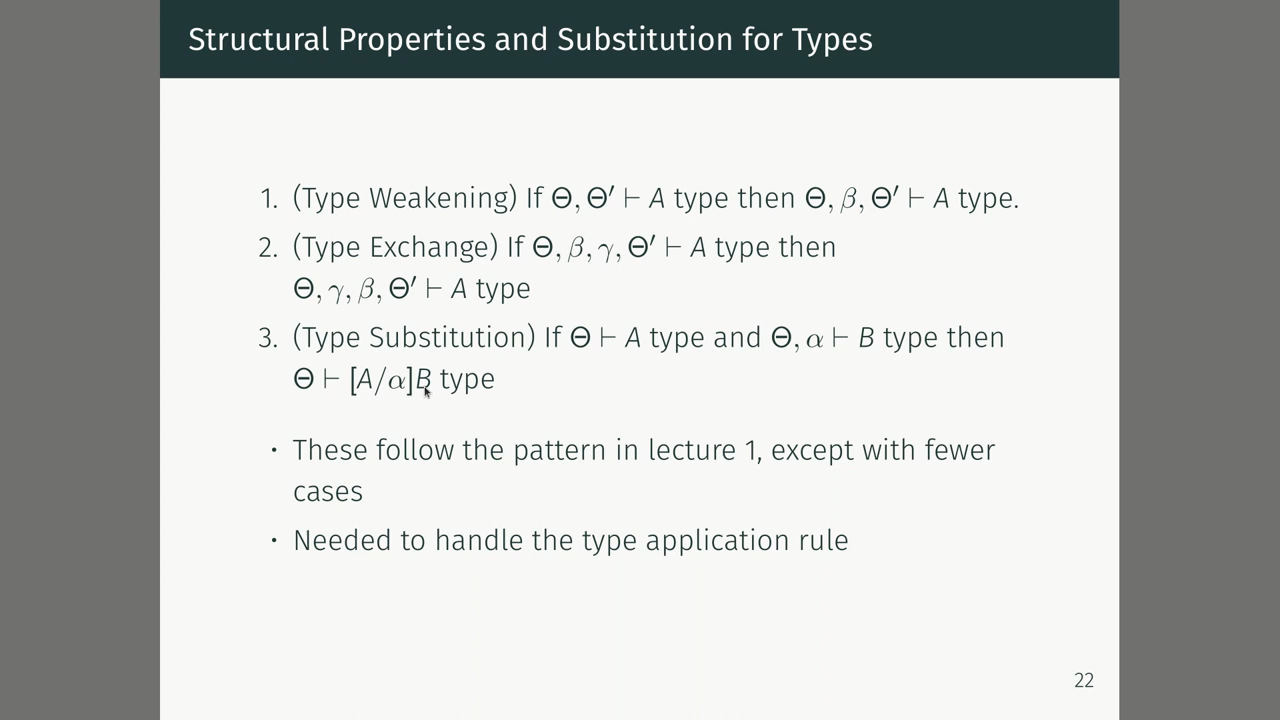 Structural Properties and Substitution for Types
1. (Type Weakening) If Θ, Θ′ ⊢ A type then Θ, β, Θ′ ⊢ A type.
2. (Type Exchange) If Θ, β, γ, Θ′ ⊢ A type then
Θ, γ, β, Θ′ ⊢ A type
3. (Type Substitution) If Θ ⊢ A type and Θ, α ⊢ B type then
Θ ⊢ [A/α]B type
• These follow the pattern in lecture 1, except with fewer
cases
• Needed to handle the type application rule
22